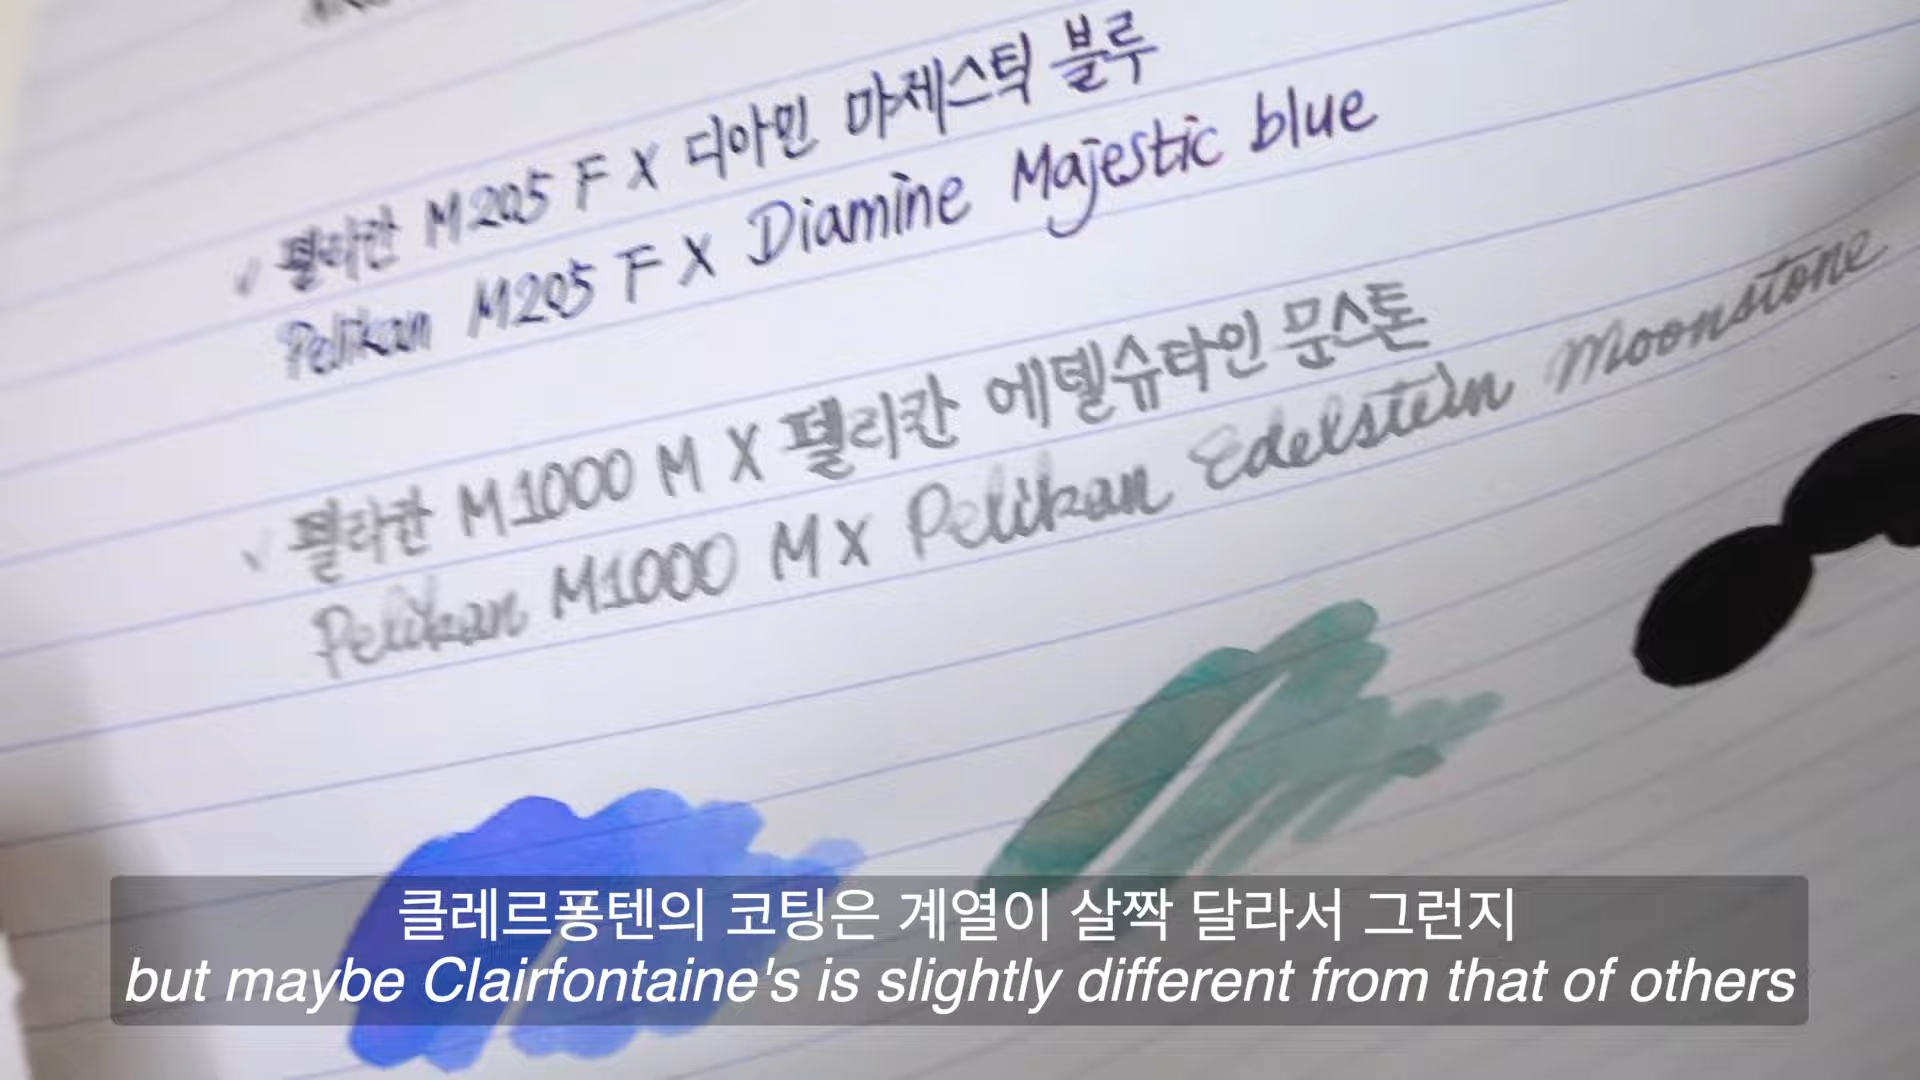 펠리칸 M205 F X 디아민 마제스틱 블루
Pelikan M205 F X Diamine Majestic blue
펠리칸 M1000 M X 펠리칸 에델슈타인 문스톤
Pelikan M1000 M X Pelikan Edelstein Moonstone
클레르퐁텐의 코팅은 계열이 살짝 달라서 그런지
but maybe Clairfontaine's is slightly different from that of others